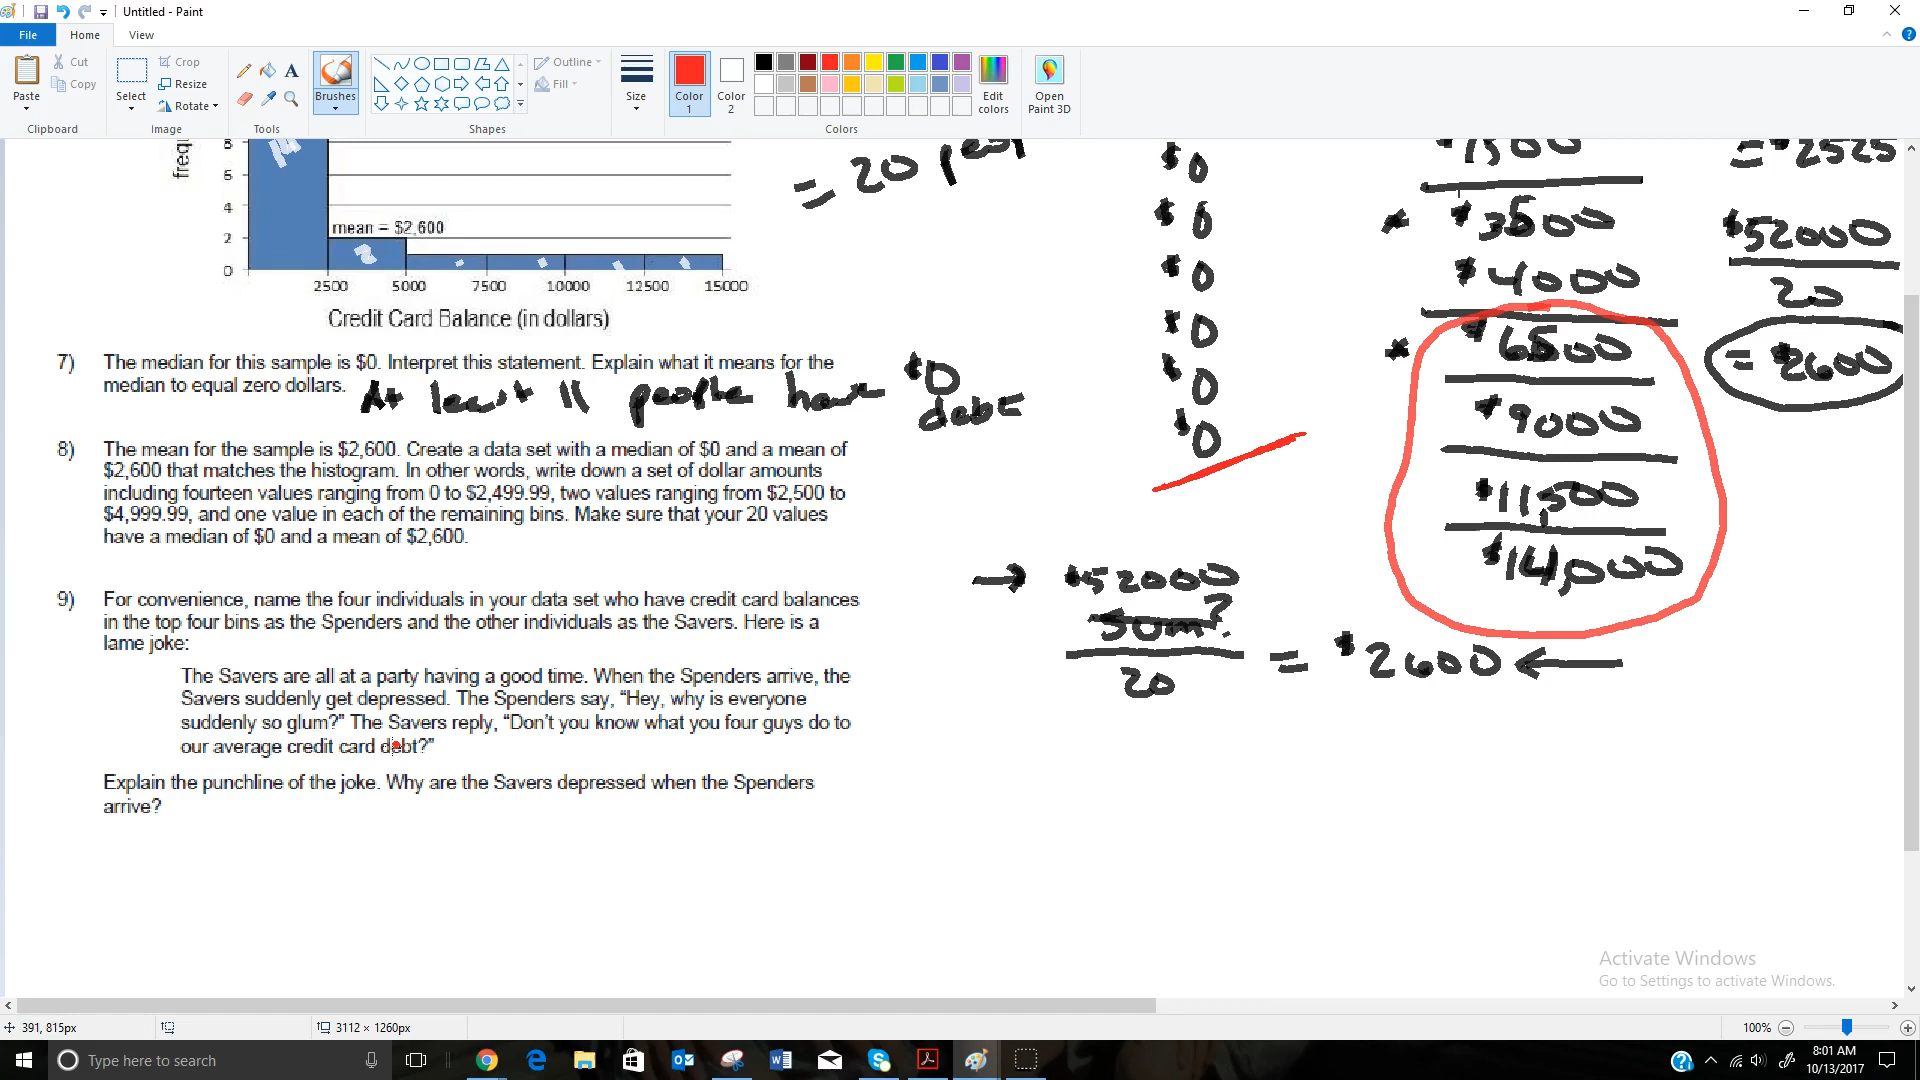 Untitled - Paint
File Home View
Cut
Copy
Paste
Clipboard
Crop
Resize
Rotate
Select
Image
Tools
Brushes
Outline
Fill
Shapes
Size
Color 1
Color 2
Edit colors
Open Paint 3D
Colors
frequ
8
6
4
2
0
mean = $2,600
14
2
2500 5000 7500 10000 12500 15000
Credit Card Balance (in dollars)
= 20 peop
$0
$0
$0
$0
$0
$0
$1500
$3500
$4000
$6500
$9000
$11,500
$14,000
= $2525
$52000
20
= $2600
7) The median for this sample is $0. Interpret this statement. Explain what it means for the
median to equal zero dollars.
At least 11 people have $0
debt
8) The mean for the sample is $2,600. Create a data set with a median of $0 and a mean of
$2,600 that matches the histogram. In other words, write down a set of dollar amounts
including fourteen values ranging from 0 to $2,499.99, two values ranging from $2,500 to
$4,999.99, and one value in each of the remaining bins. Make sure that your 20 values
have a median of $0 and a mean of $2,600.
→ $52000
Sum?
20
= $2600 ←
9) For convenience, name the four individuals in your data set who have credit card balances
in the top four bins as the Spenders and the other individuals as the Savers. Here is a
lame joke:
The Savers are all at a party having a good time. When the Spenders arrive, the
Savers suddenly get depressed. The Spenders say, “Hey, why is everyone
suddenly so glum?” The Savers reply, “Don’t you know what you four guys do to
our average credit card debt?”
Explain the punchline of the joke. Why are the Savers depressed when the Spenders
arrive?
Activate Windows
Go to Settings to activate Windows.
391, 815px
3112 × 1260px
100%
Type here to search
8:01 AM
10/13/2017